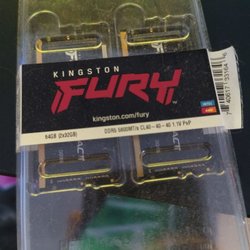 KINGSTON
FURY
kingston.com/fury
64GB (2x32GB)
DDR5 5600MT/s CL40-40-40 1.1V PnP